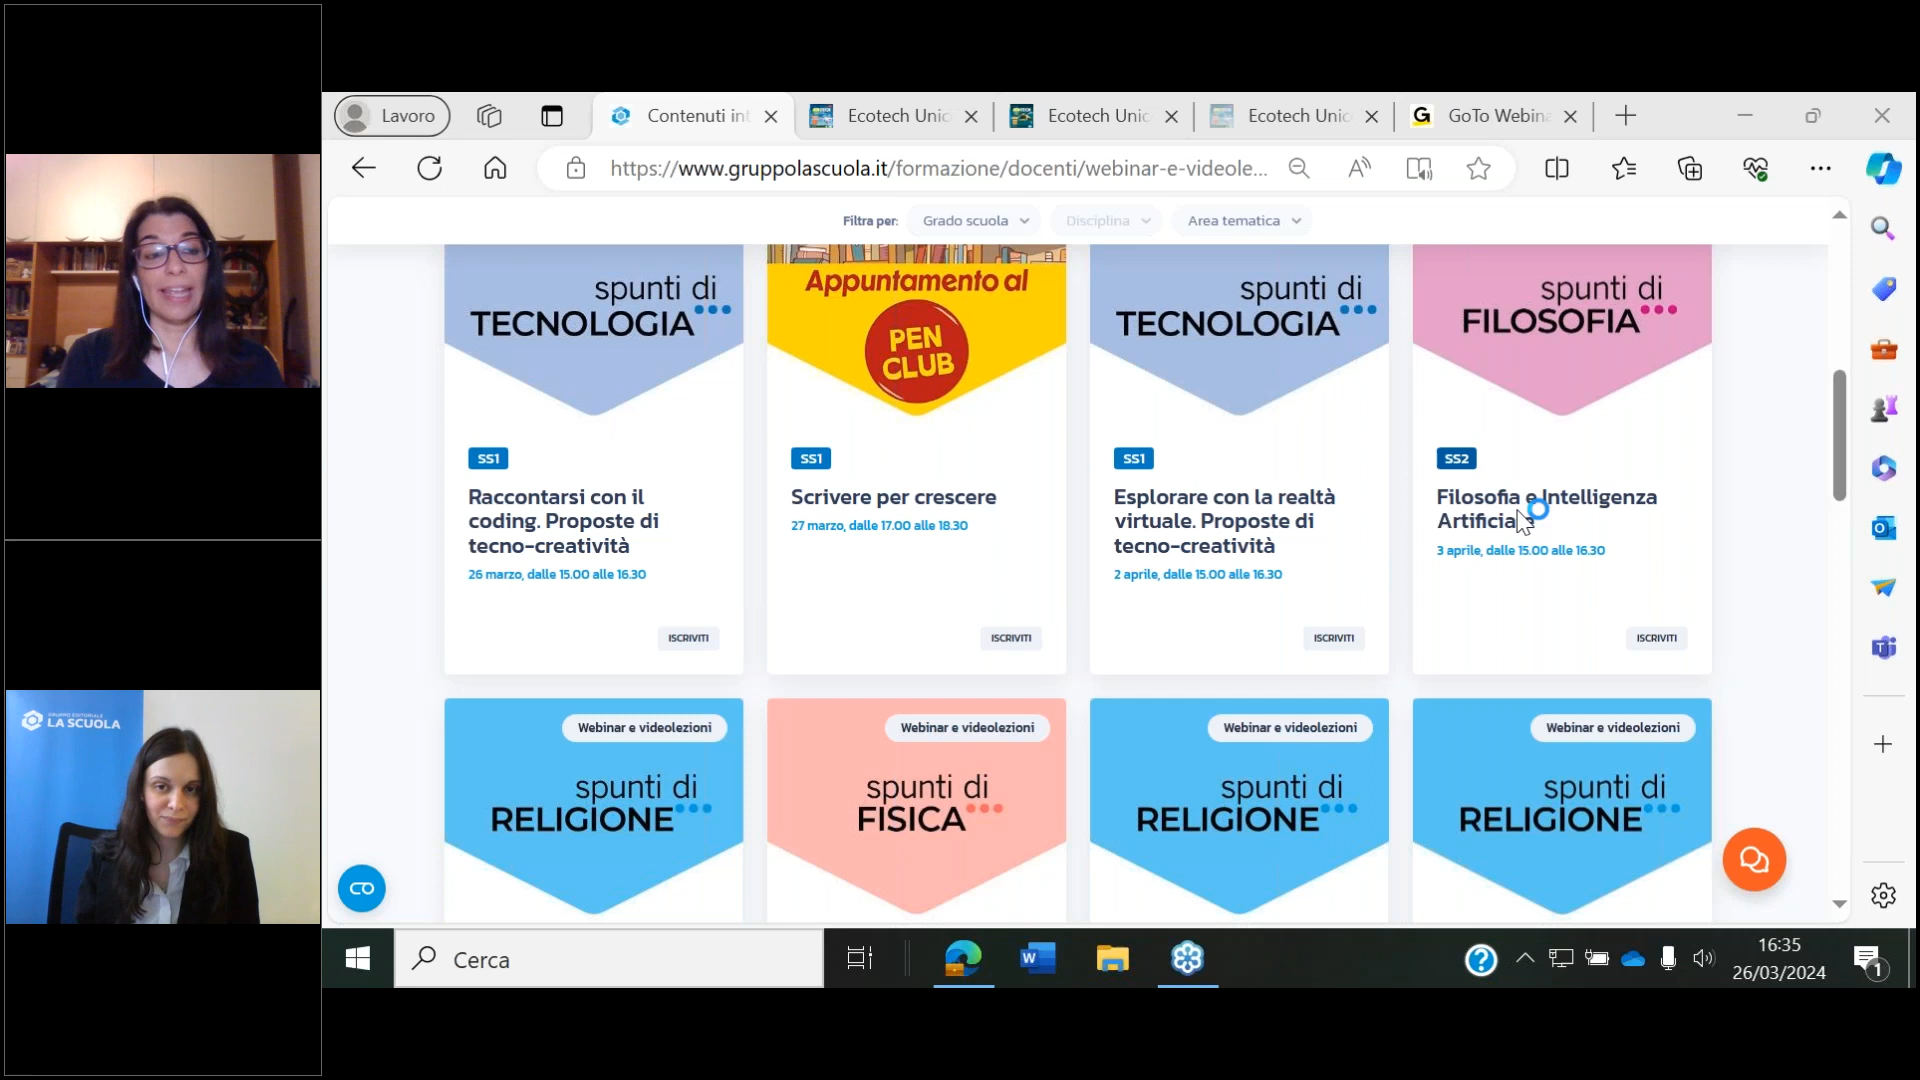 GRUPPO EDITORIALE
LA SCUOLA
Lavoro
Contenuti int
Ecotech Unic
Ecotech Unic
Ecotech Unic
GoTo Webina
https://www.gruppolascuola.it/formazione/docenti/webinar-e-videole...
Filtra per:
Grado scuola
Disciplina
Area tematica
spunti di
TECNOLOGIA
SS1
Raccontarsi con il
coding. Proposte di
tecno-creatività
26 marzo, dalle 15.00 alle 16.30
ISCRIVITI
Appuntamento al
PEN
CLUB
SS1
Scrivere per crescere
27 marzo, dalle 17.00 alle 18.30
ISCRIVITI
spunti di
TECNOLOGIA
SS1
Esplorare con la realtà
virtuale. Proposte di
tecno-creatività
2 aprile, dalle 15.00 alle 16.30
ISCRIVITI
spunti di
FILOSOFIA
SS2
Filosofia e Intelligenza
Artificiale
3 aprile, dalle 15.00 alle 16.30
ISCRIVITI
Webinar e videolezioni
spunti di
RELIGIONE
Webinar e videolezioni
spunti di
FISICA
Webinar e videolezioni
spunti di
RELIGIONE
Webinar e videolezioni
spunti di
RELIGIONE
Cerca
16:35
26/03/2024
1